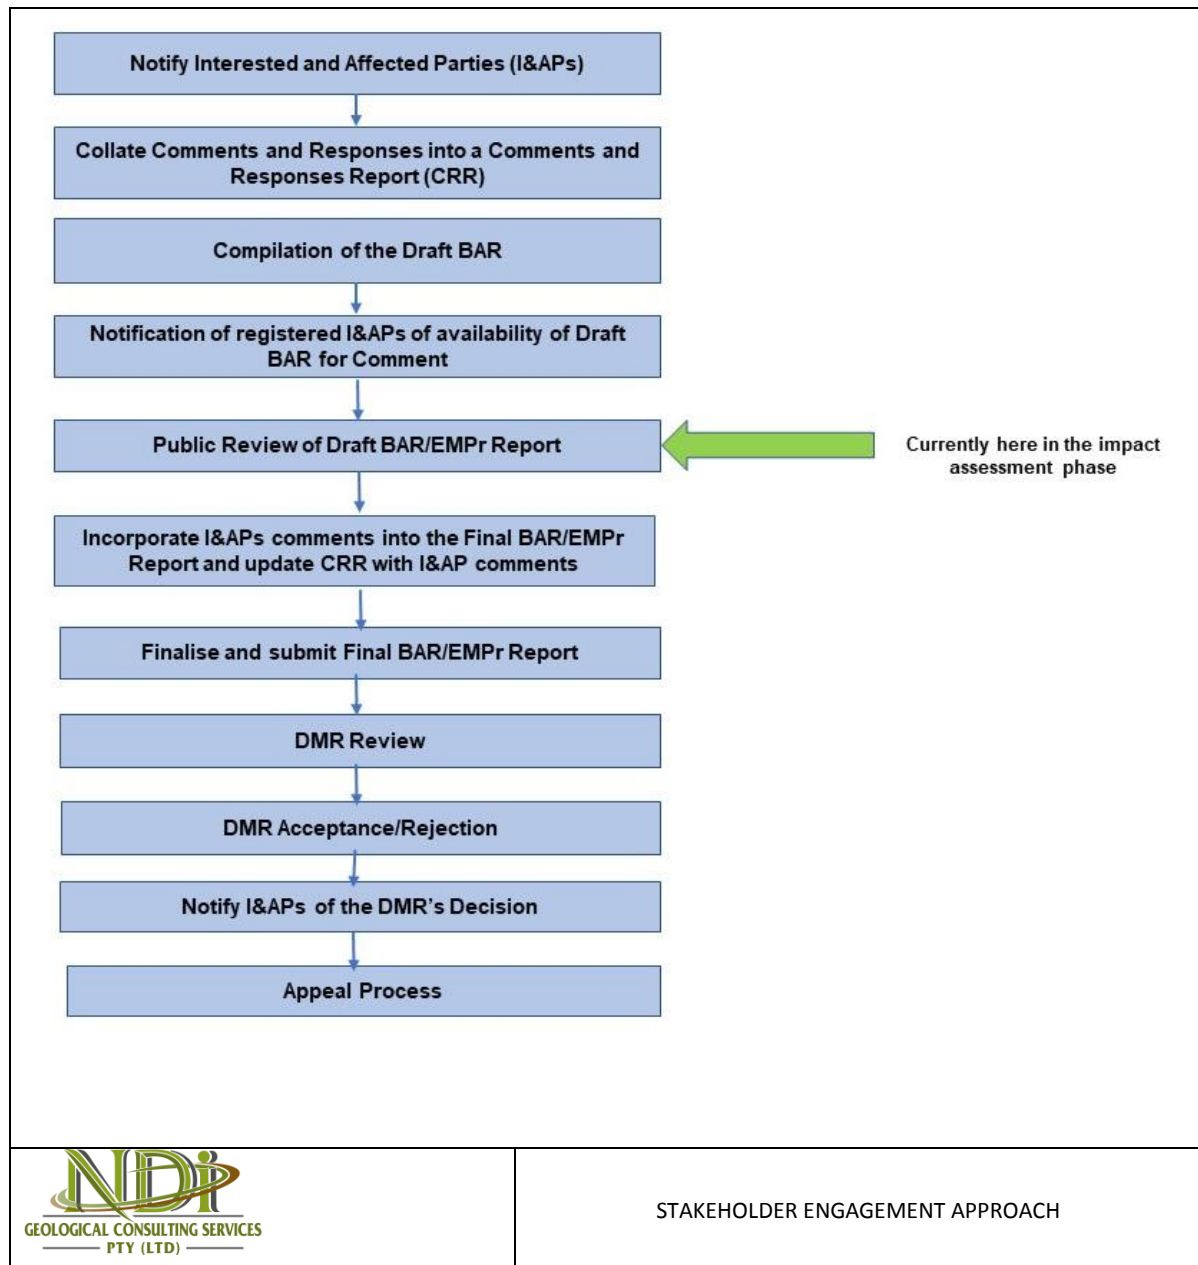 Notify Interested and Affected Parties (I&APs)
Collate Comments and Responses into a Comments and
Responses Report (CRR)
Compilation of the Draft BAR
Notification of registered I&APs of availability of Draft
BAR for Comment
Public Review of Draft BAR/EMPr Report
Currently here in the impact
assessment phase
Incorporate I&APs comments into the Final BAR/EMPr
Report and update CRR with I&AP comments
Finalise and submit Final BAR/EMPr Report
DMR Review
DMR Acceptance/Rejection
Notify I&APs of the DMR's Decision
Appeal Process
NDi
GEOLOGICAL CONSULTING SERVICES
PTY (LTD)
STAKEHOLDER ENGAGEMENT APPROACH